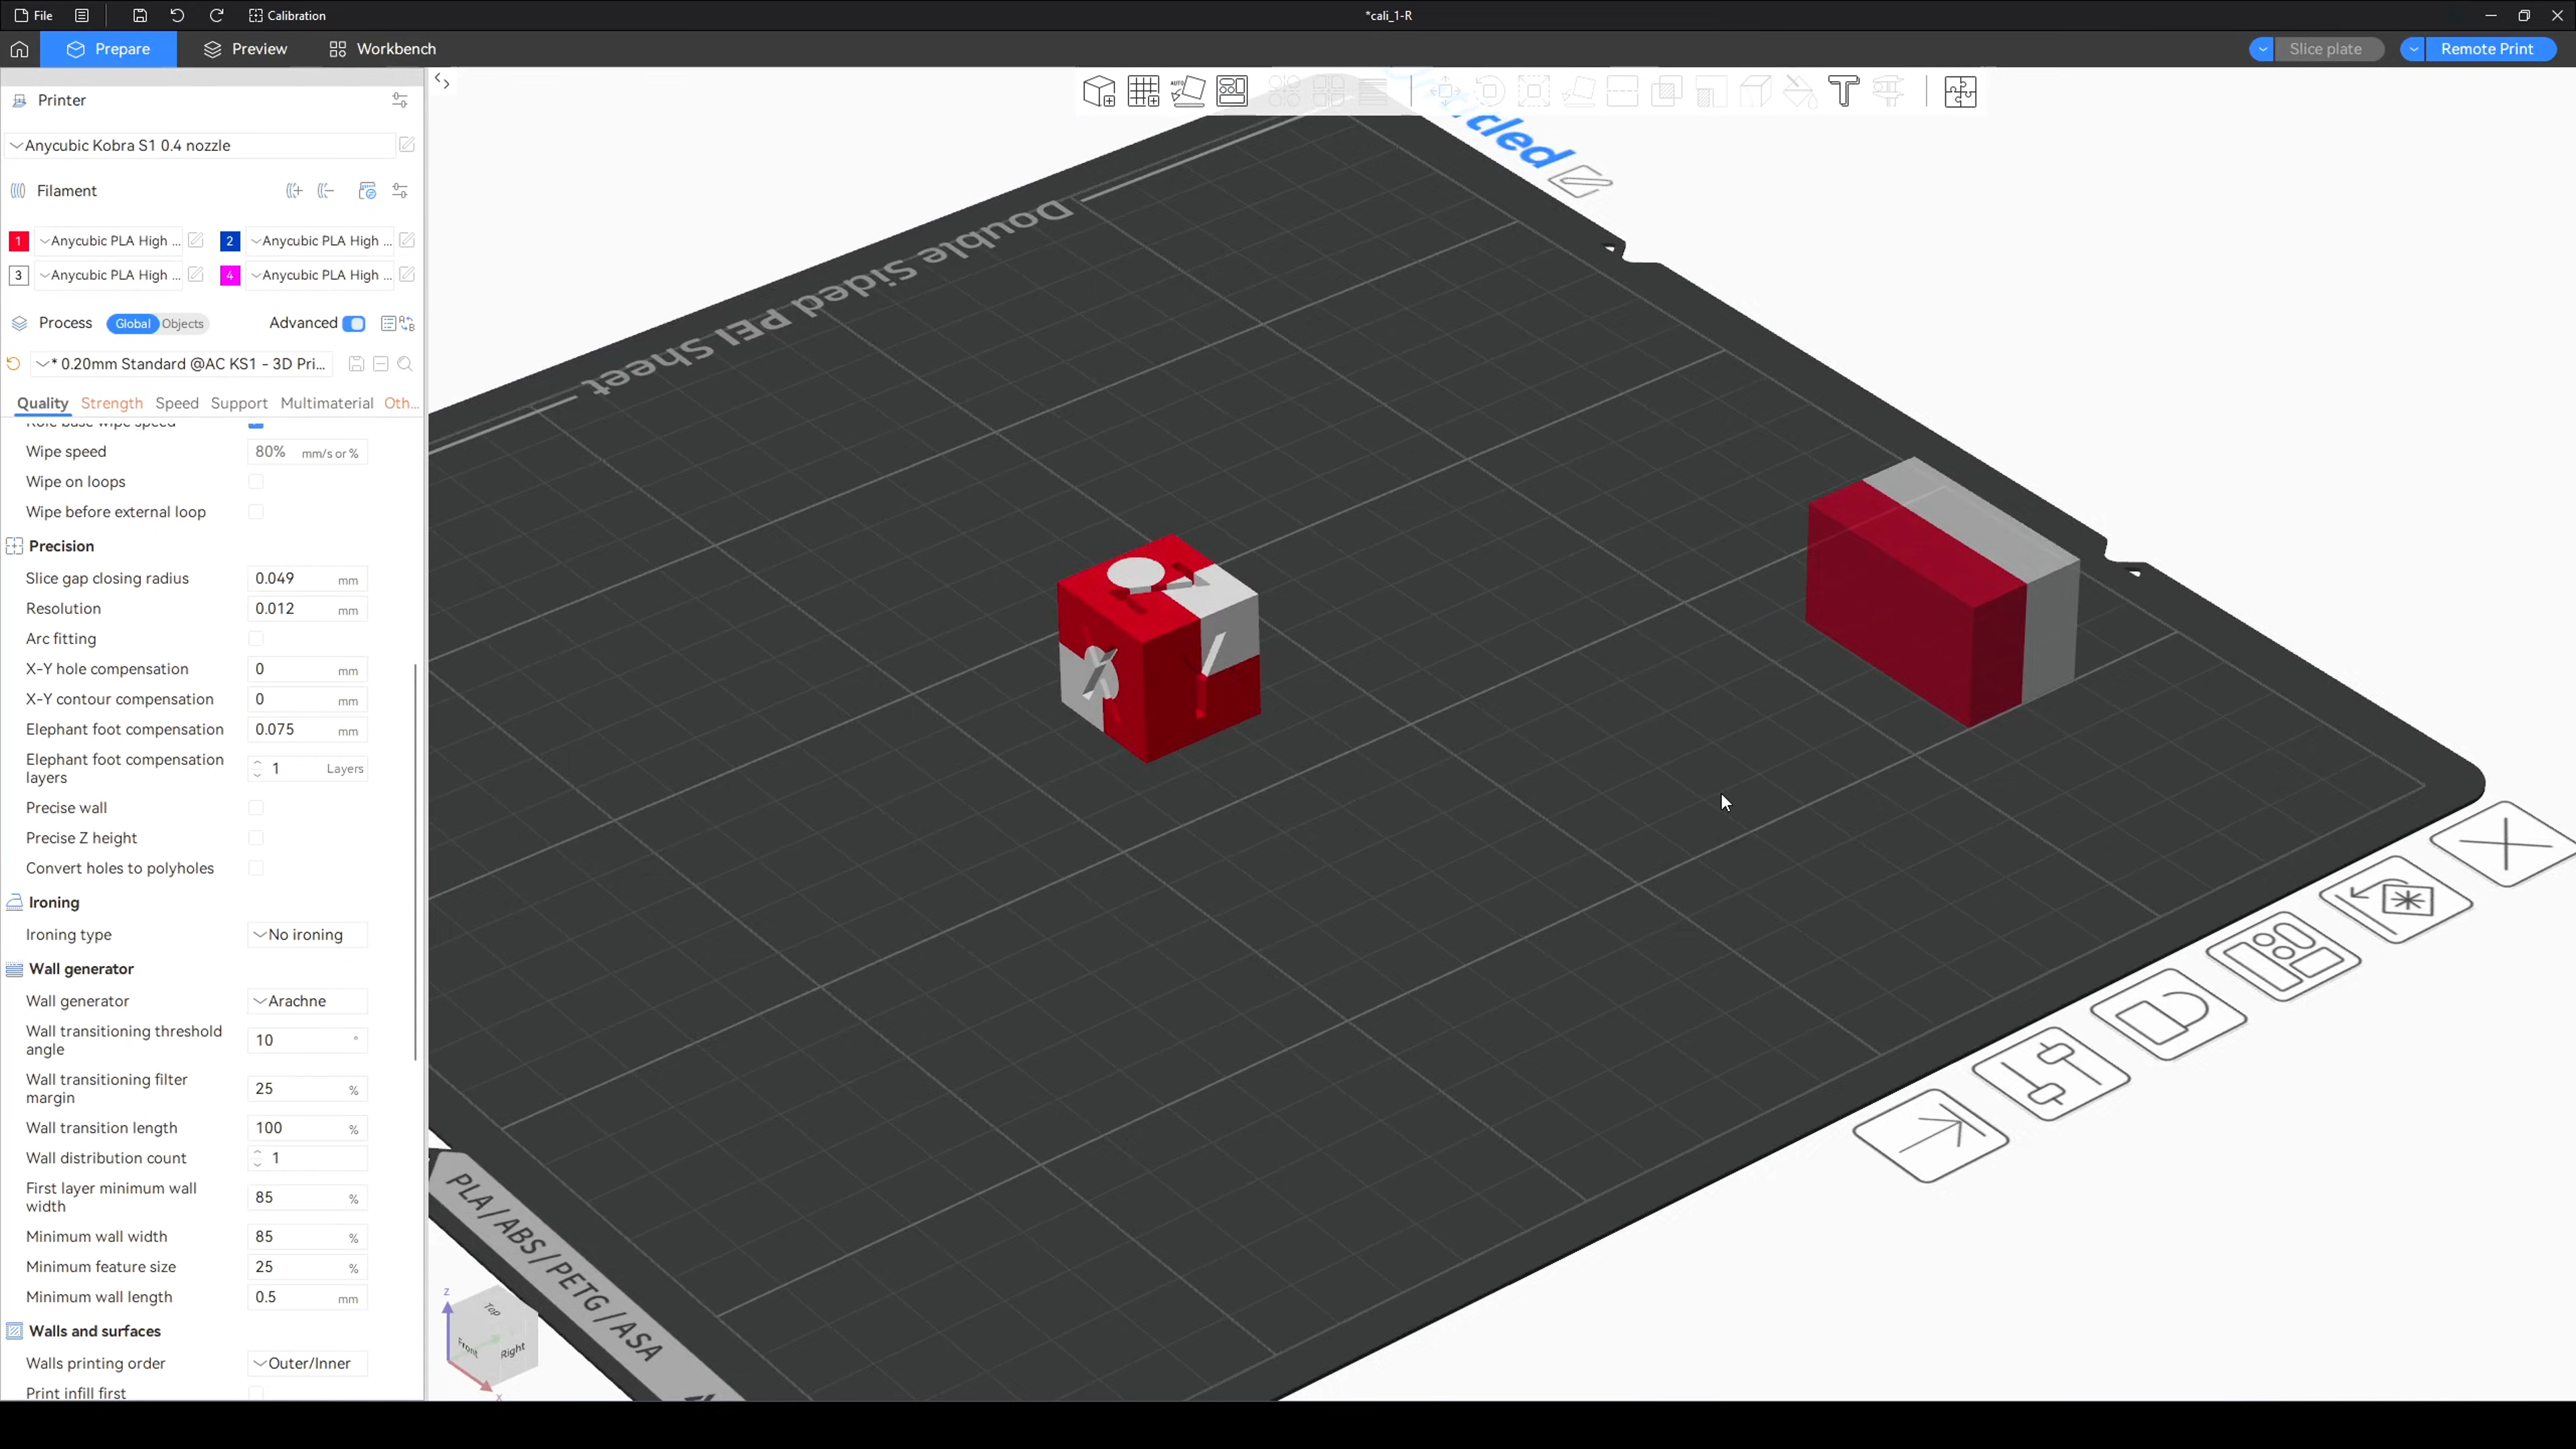 File
Calibration
*cali_1-R
Prepare
Preview
Workbench
Slice plate
Remote Print
Printer
Anycubic Kobra S1 0.4 nozzle
Filament
1 Anycubic PLA High ...
2 Anycubic PLA High ...
3 Anycubic PLA High ...
4 Anycubic PLA High ...
Process Global Objects Advanced
* 0.20mm Standard @AC KS1 - 3D Pri...
Quality Strength Speed Support Multimaterial Oth...
Role base wipe speed
Wipe speed 80% mm/s or %
Wipe on loops
Wipe before external loop
Precision
Slice gap closing radius 0.049 mm
Resolution 0.012 mm
Arc fitting
X-Y hole compensation 0 mm
X-Y contour compensation 0 mm
Elephant foot compensation 0.075 mm
Elephant foot compensation
layers 1 Layers
Precise wall
Precise Z height
Convert holes to polyholes
Ironing
Ironing type No ironing
Wall generator
Wall generator Arachne
Wall transitioning threshold
angle 10 °
Wall transitioning filter
margin 25 %
Wall transition length 100 %
Wall distribution count 1
First layer minimum wall
width 85 %
Minimum wall width 85 %
Minimum feature size 25 %
Minimum wall length 0.5 mm
Walls and surfaces
Walls printing order Outer/Inner
Print infill first
Double Sided PEI Sheet
PLA/ABS/PETG/ASA
X
Y
Z
Top
Front
Right
x